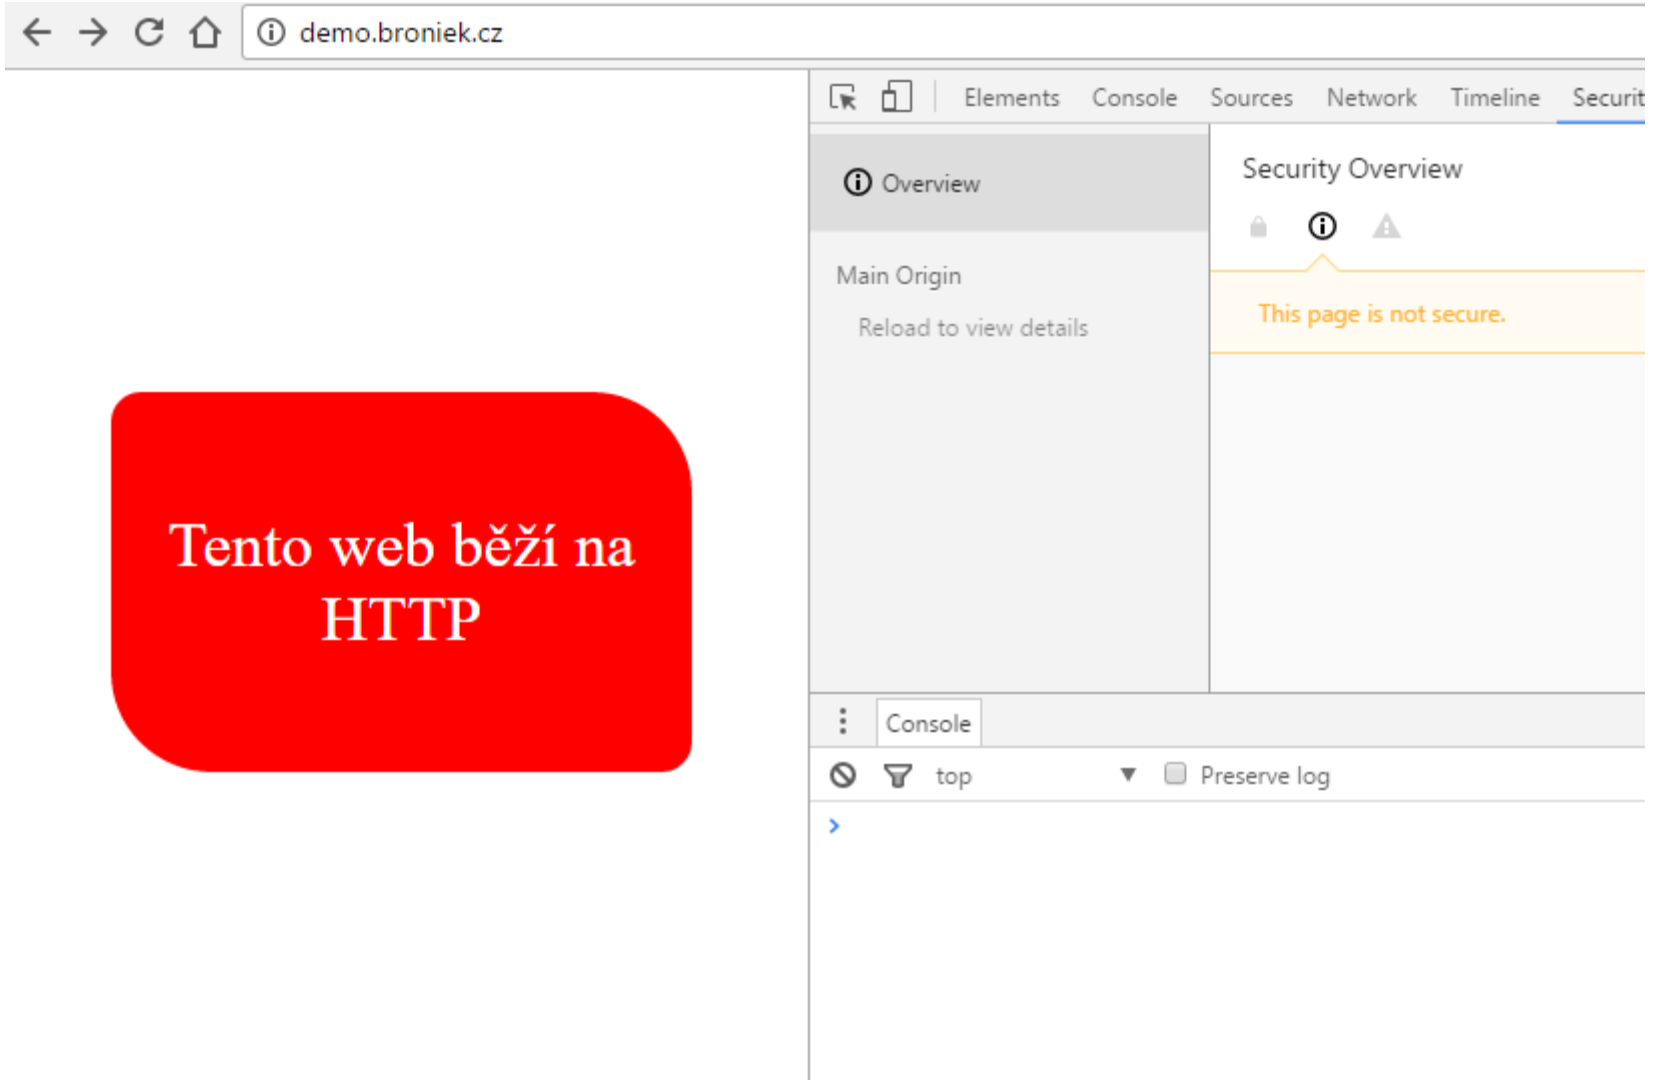 demo.broniek.cz
Elements Console Sources Network Timeline Securit
Overview
Main Origin
Reload to view details
Security Overview
This page is not secure.
Tento web běží na
HTTP
Console
top Preserve log